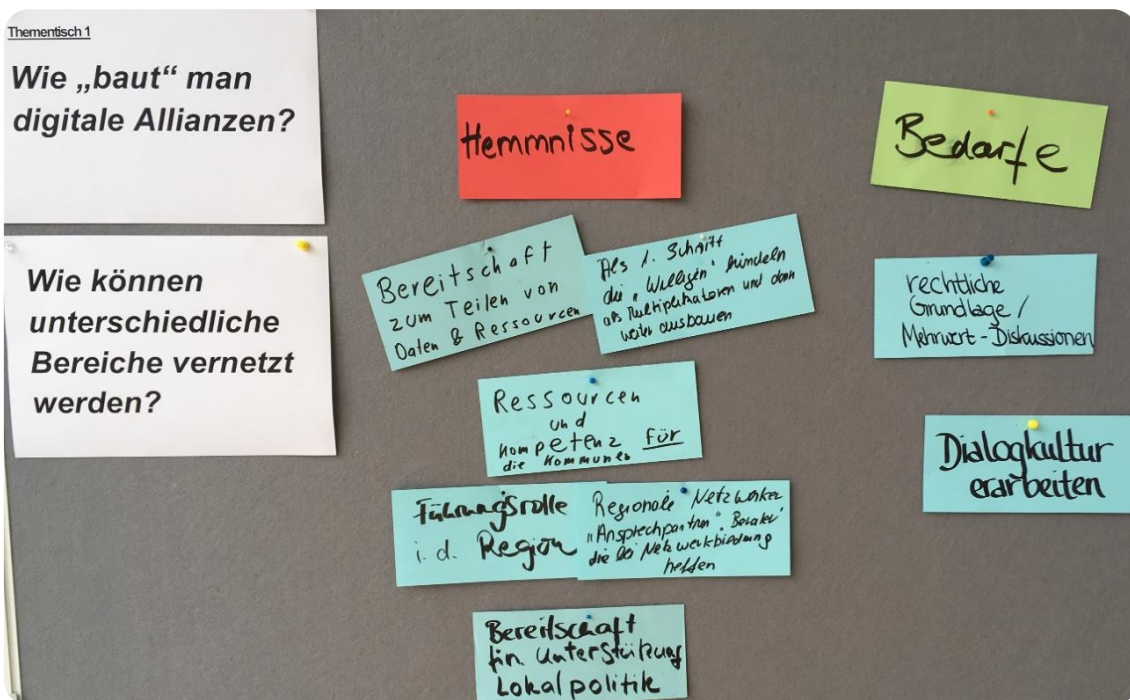 Thementisch 1
Wie „baut“ man
digitale Allianzen?
Wie können
unterschiedliche
Bereiche vernetzt
werden?
Hemmnisse
Bereitschaft
zum Teilen von
Daten & Ressourcen
Als 1. Schritt
die „Willigen“ bündeln
als Multiplikatoren und dann
weiter ausbauen
Ressourcen
und
Kompetenz für
die Kommunen
Führungsrolle
i. d. Region
Regionale Netzwerker
"Ansprechpartner" "Berater"
die bei Netzwerkbildung
helfen
Bereitschaft
für Unterstützung
Lokalpolitik
Bedarfe
rechtliche
Grundlage /
Mehrwert-Diskussionen
Dialogkultur
erarbeiten